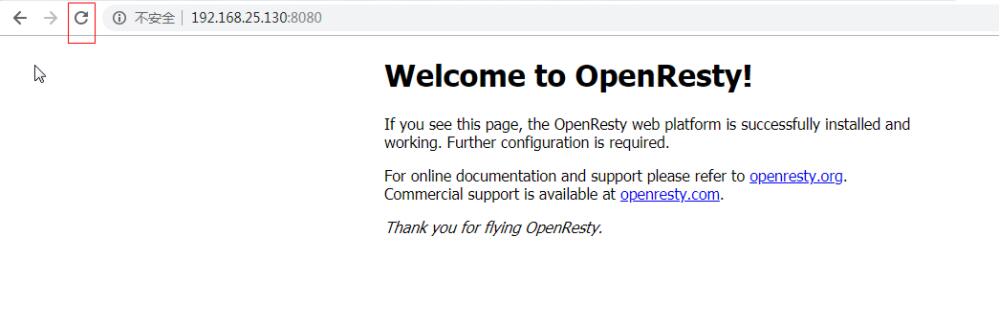 不安全 | 192.168.25.130:8080
Welcome to OpenResty!
If you see this page, the OpenResty web platform is successfully installed and
working. Further configuration is required.
For online documentation and support please refer to openresty.org.
Commercial support is available at openresty.com.
Thank you for flying OpenResty.